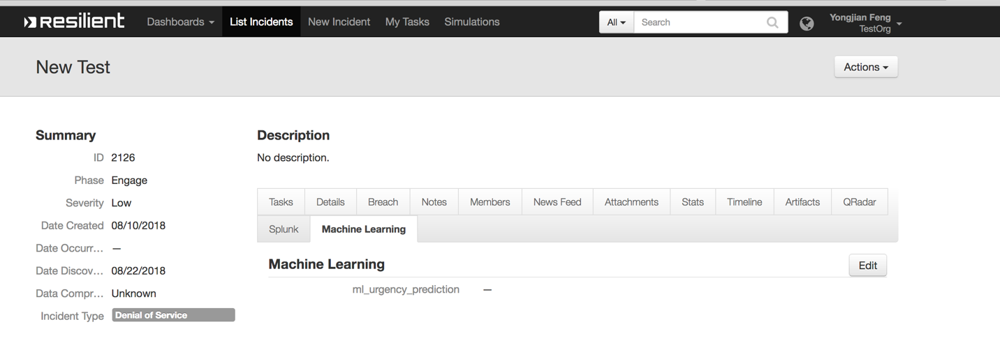 resilient Dashboards List Incidents New Incident My Tasks Simulations All Search Yongjian Feng
TestOrg
New Test Actions
Summary
ID 2126
Phase Engage
Severity Low
Date Created 08/10/2018
Date Occurr... —
Date Discov... 08/22/2018
Data Compr... Unknown
Incident Type Denial of Service
Description
No description.
Tasks Details Breach Notes Members News Feed Attachments Stats Timeline Artifacts QRadar
Splunk Machine Learning
Machine Learning Edit
ml_urgency_prediction —